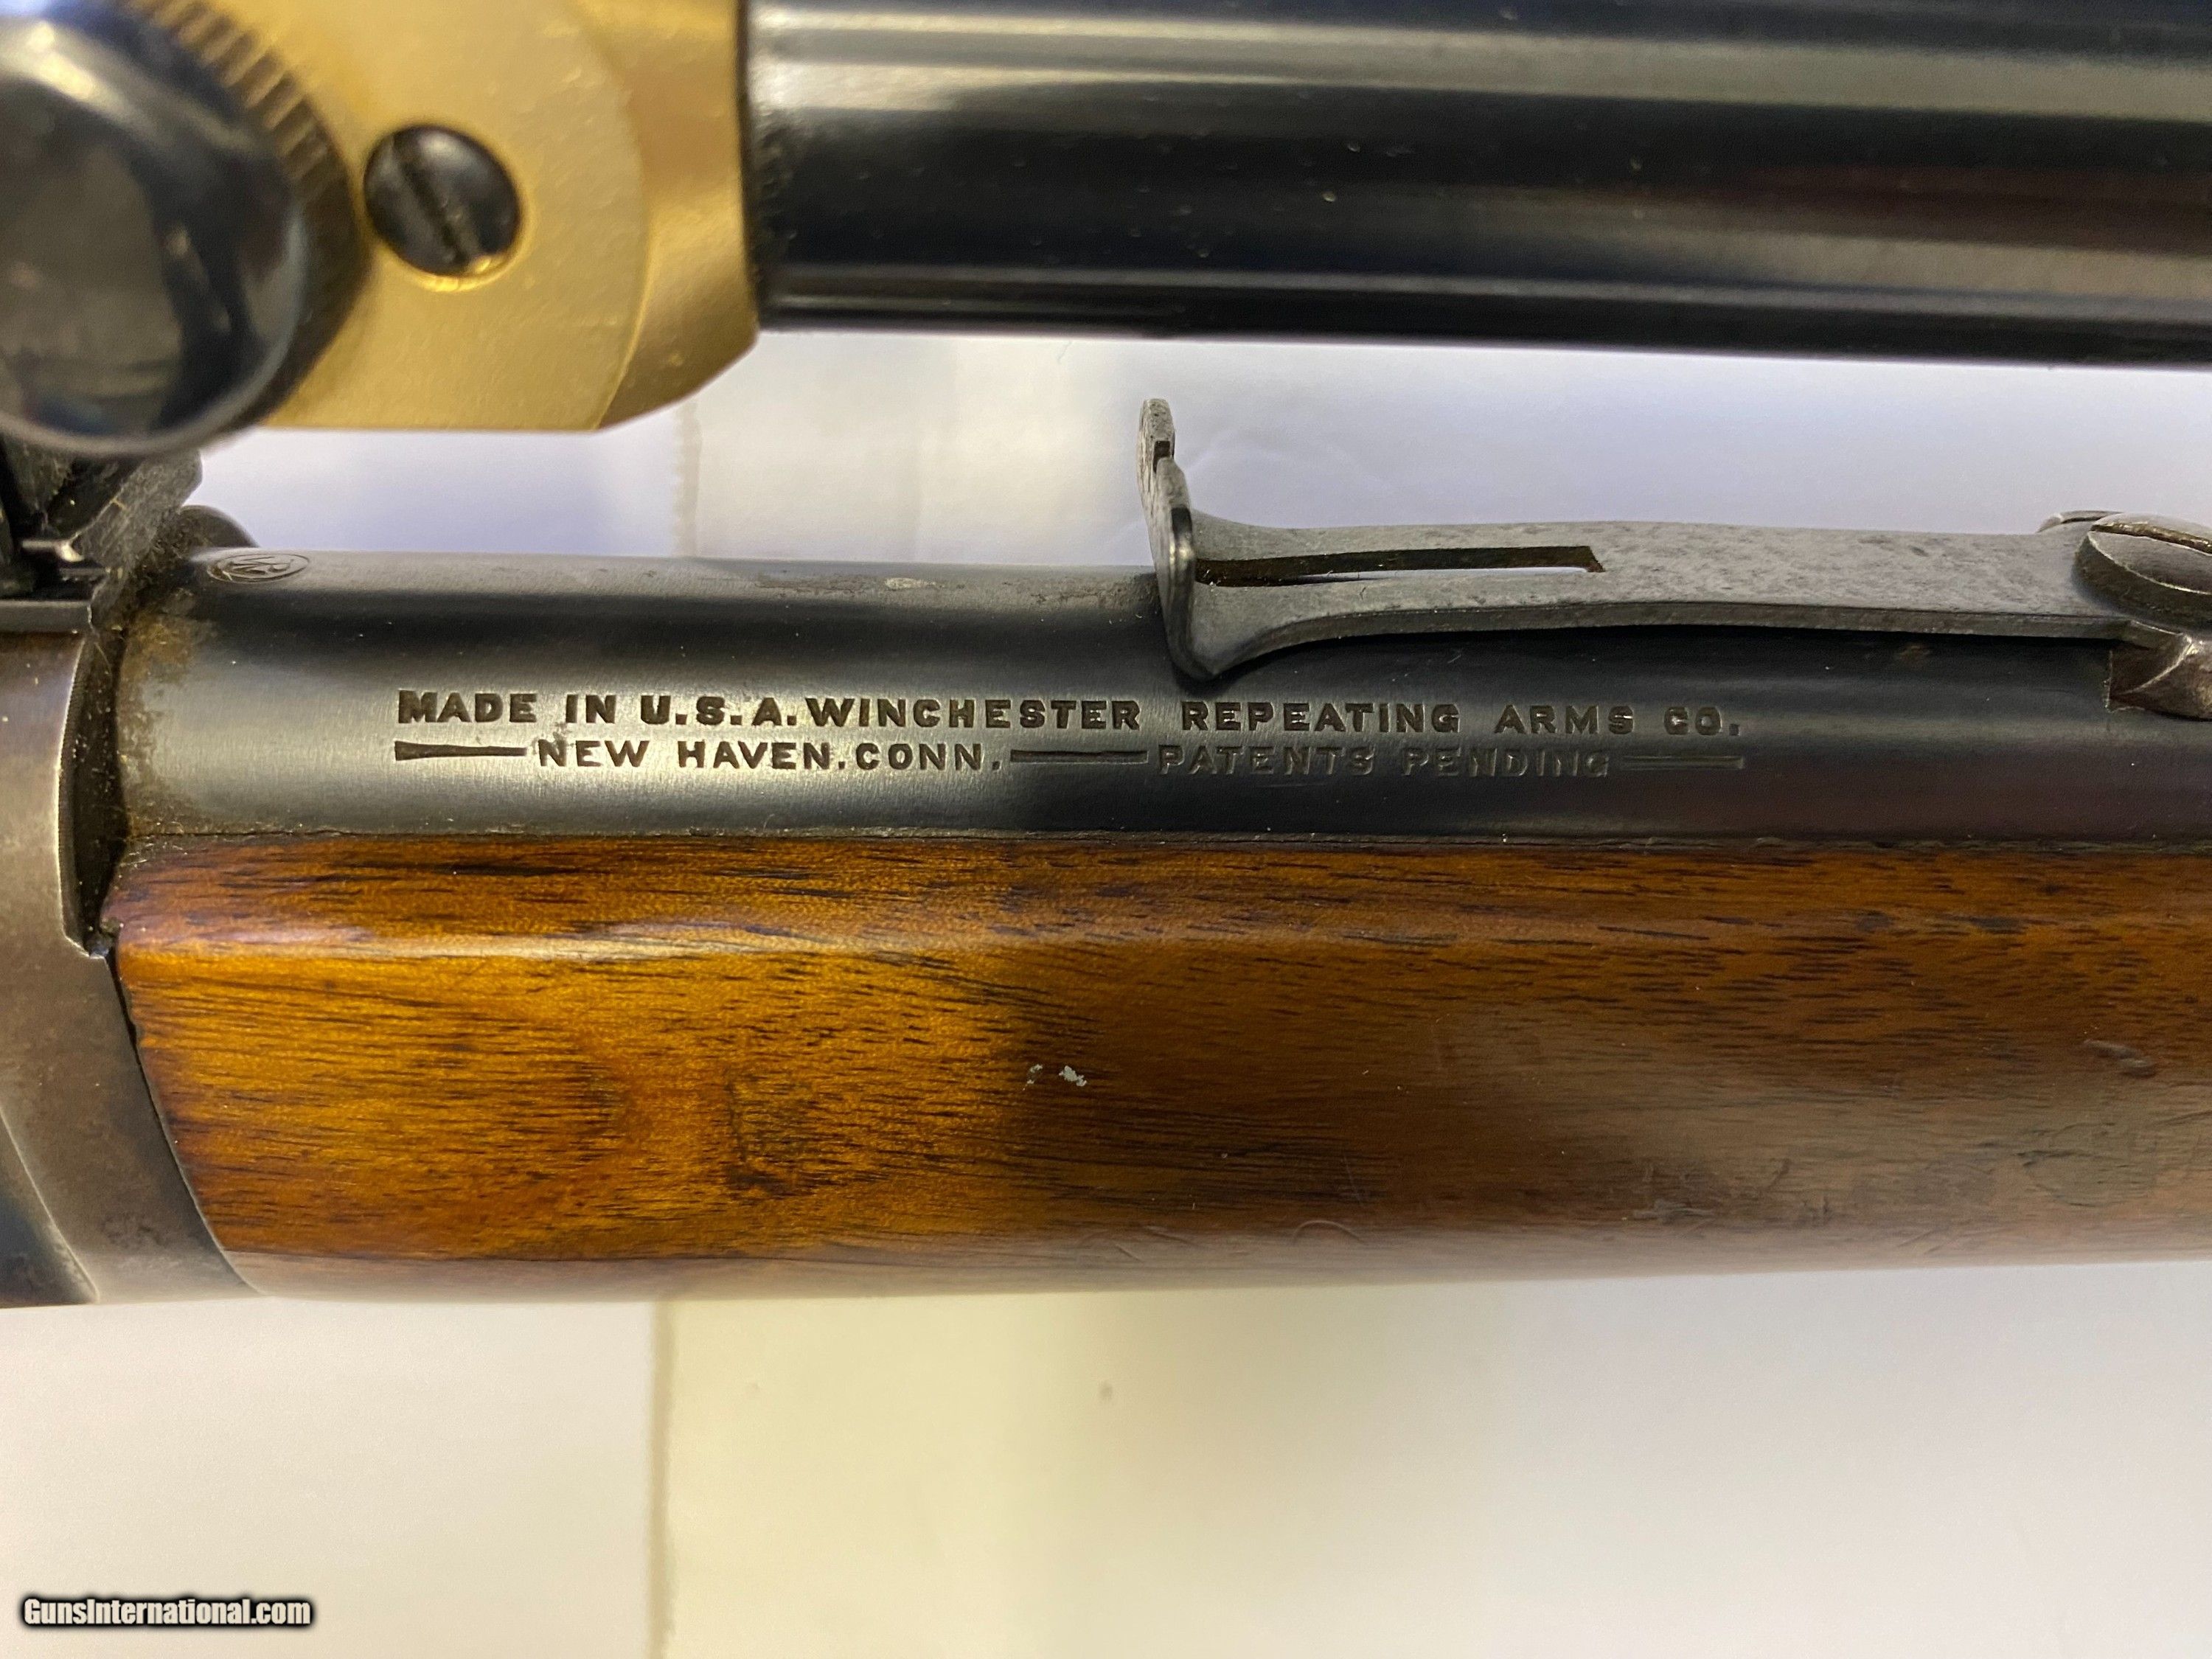 MADE IN U.S.A. WINCHESTER REPEATING ARMS CO.
NEW HAVEN. CONN. PATENTS PENDING
GunsInternational.com